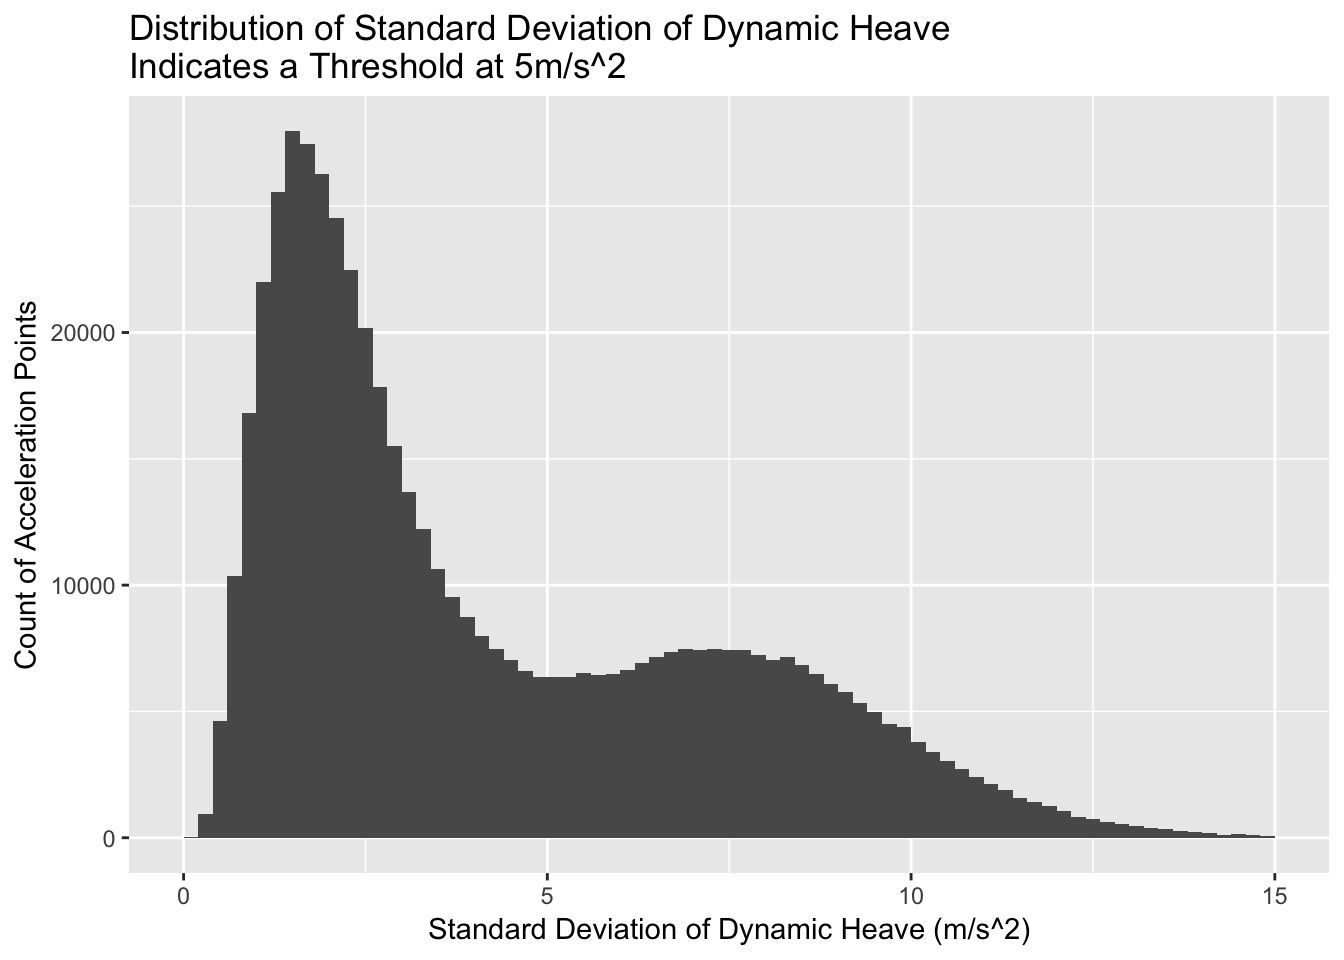 Distribution of Standard Deviation of Dynamic Heave
Indicates a Threshold at 5m/s^2
Count of Acceleration Points
20000
10000
0
0
5
10
15
Standard Deviation of Dynamic Heave (m/s^2)